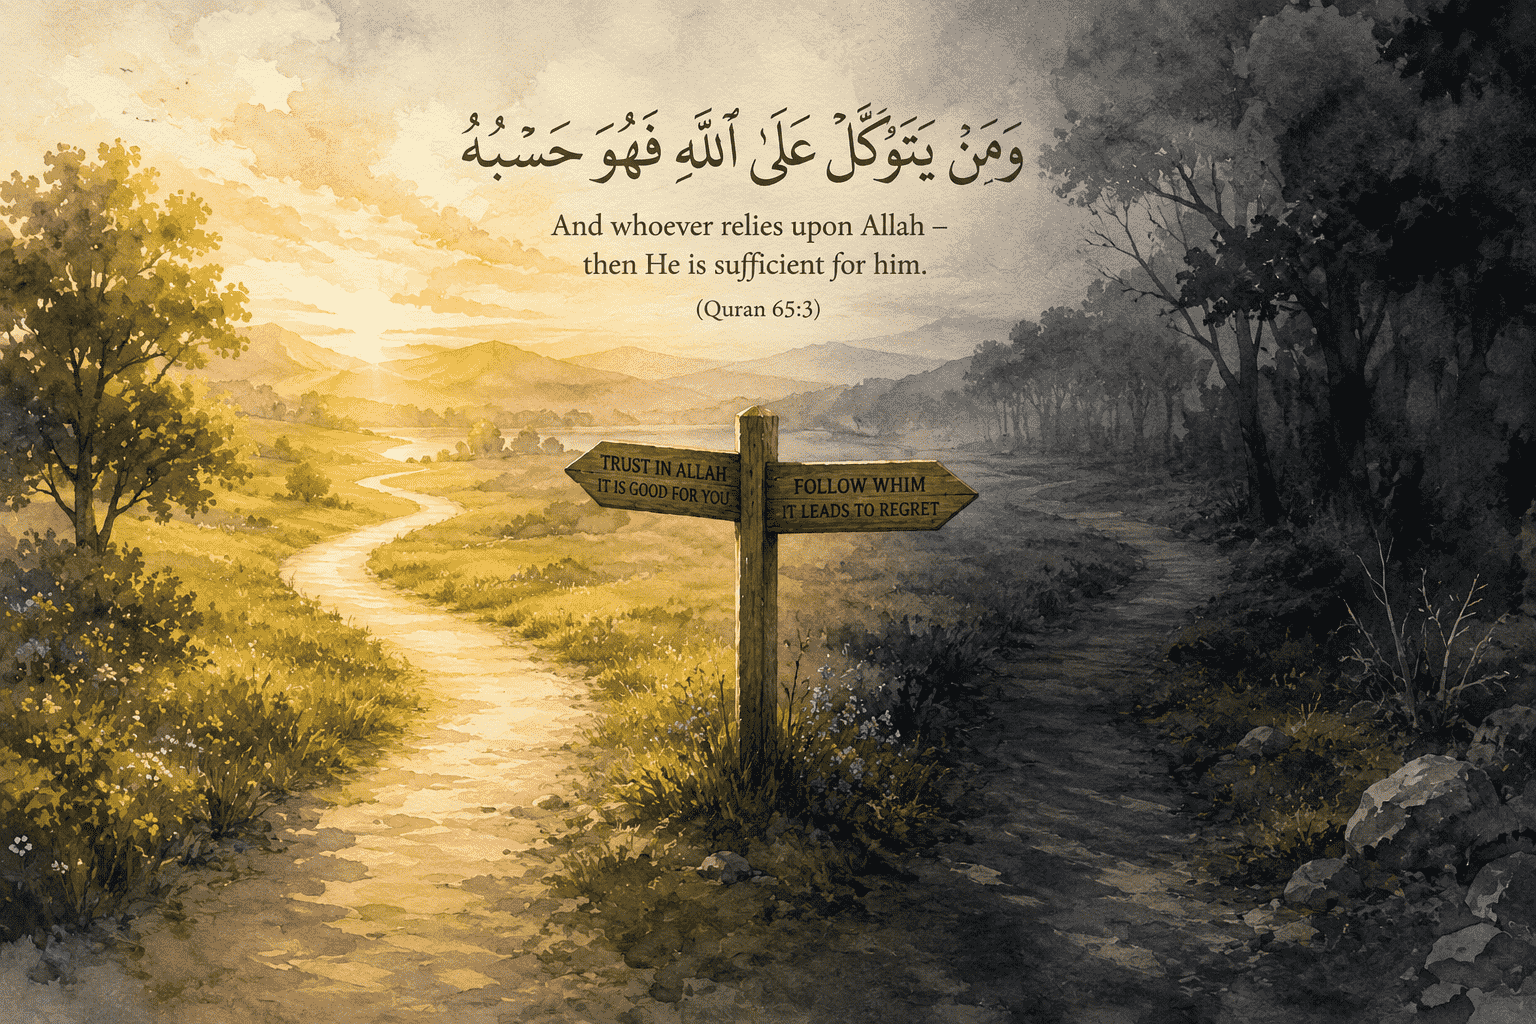 وَمَنْ يَتَوَكَّلْ عَلَىٰ ٱللَّهِ فَهُوَ حَسْبُهُ
And whoever relies upon Allah –
then He is sufficient for him.
(Quran 65:3)
TRUST IN ALLAH
IT IS GOOD FOR YOU
FOLLOW WHIM
IT LEADS TO REGRET